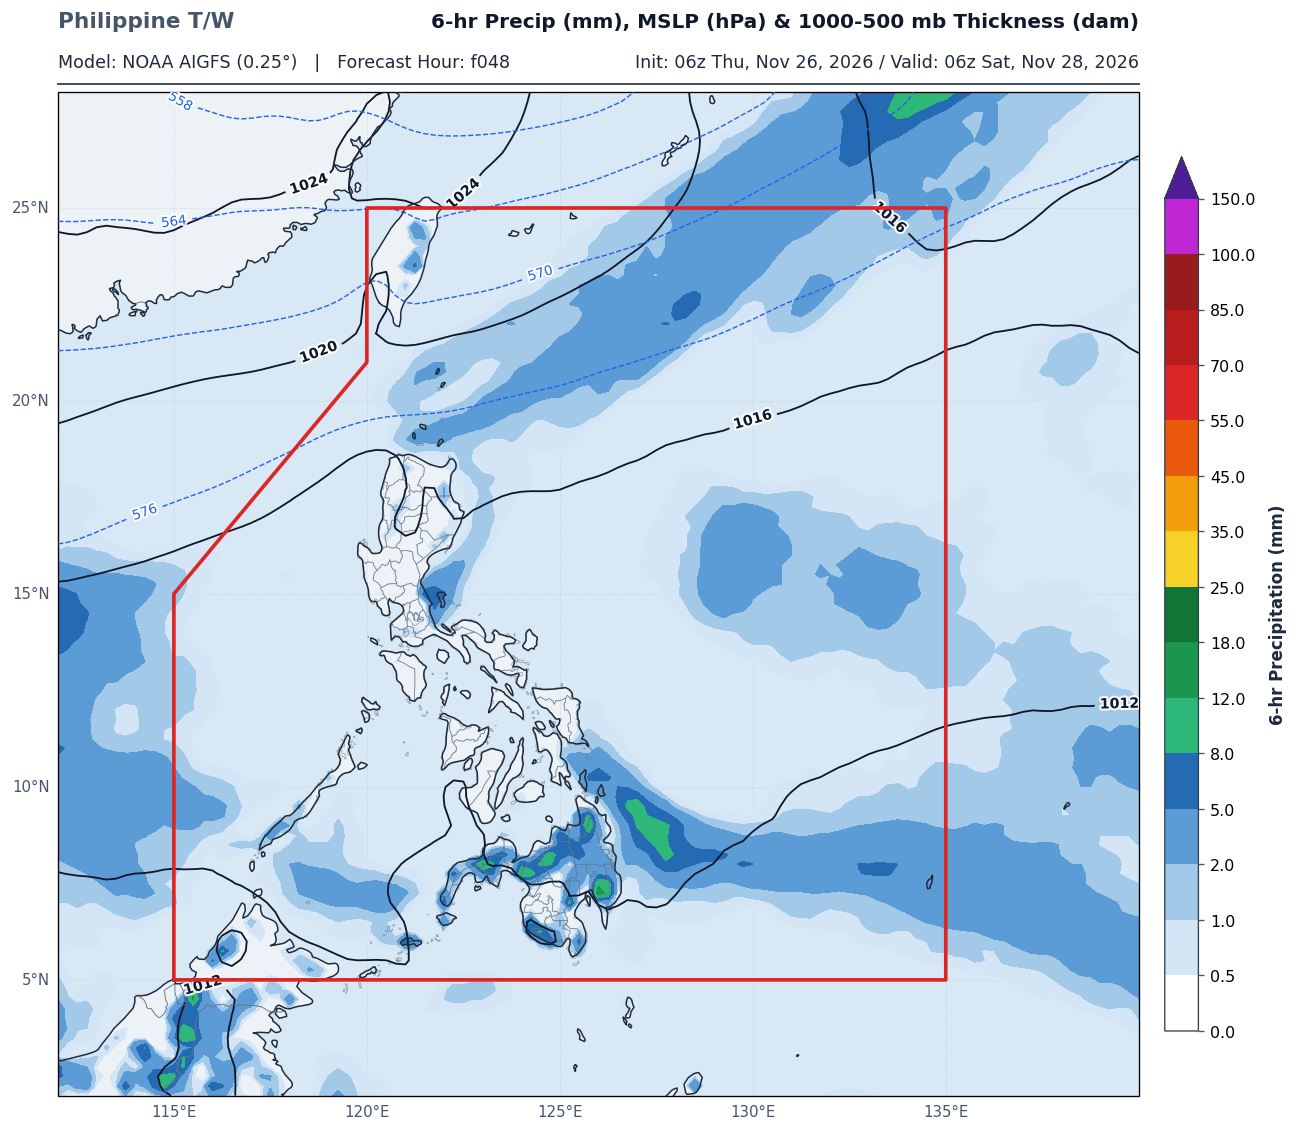 Philippine T/W
6-hr Precip (mm), MSLP (hPa) & 1000-500 mb Thickness (dam)
Model: NOAA AIGFS (0.25°) | Forecast Hour: f048
Init: 06z Thu, Nov 26, 2026 / Valid: 06z Sat, Nov 28, 2026
558
1024
1024
564
25°N
1016
570
1020
20°N
1016
576
15°N
1012
10°N
5°N
1012
115°E
120°E
125°E
130°E
135°E
150.0
100.0
85.0
70.0
55.0
45.0
35.0
25.0
18.0
12.0
8.0
5.0
2.0
1.0
0.5
0.0
6-hr Precipitation (mm)